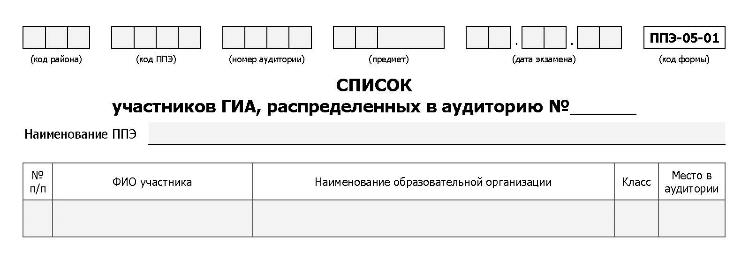 ППЭ-05-01
(код района) (код ППЭ) (номер аудитории) (предмет) (дата экзамена) (код формы)
СПИСОК
участников ГИА, распределенных в аудиторию №______
Наименование ППЭ
№ п/п ФИО участника Наименование образовательной организации Класс Место в аудитории